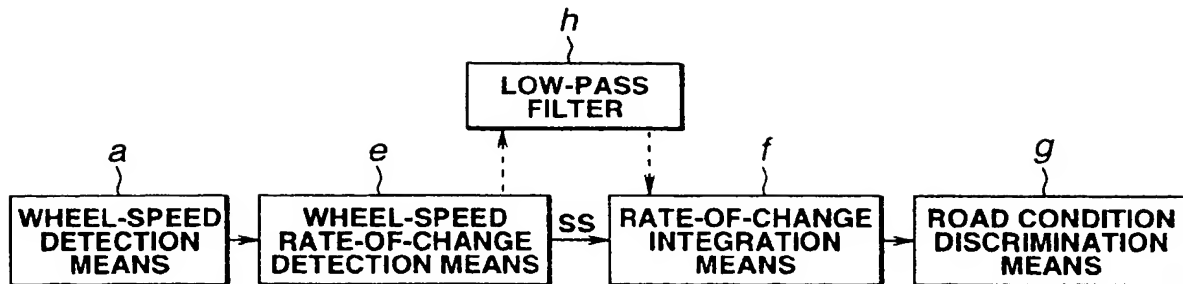 h
LOW-PASS
FILTER
a
WHEEL-SPEED
DETECTION
MEANS
e
WHEEL-SPEED
RATE-OF-CHANGE
DETECTION MEANS
SS
f
RATE-OF-CHANGE
INTEGRATION
MEANS
g
ROAD CONDITION
DISCRIMINATION
MEANS